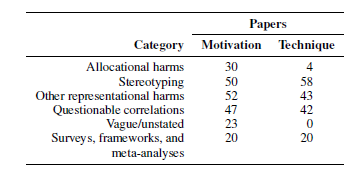 Papers
Category Motivation Technique
Allocational harms 30 4
Stereotyping 50 58
Other representational harms 52 43
Questionable correlations 47 42
Vague/unstated 23 0
Surveys, frameworks, and 20 20
meta-analyses